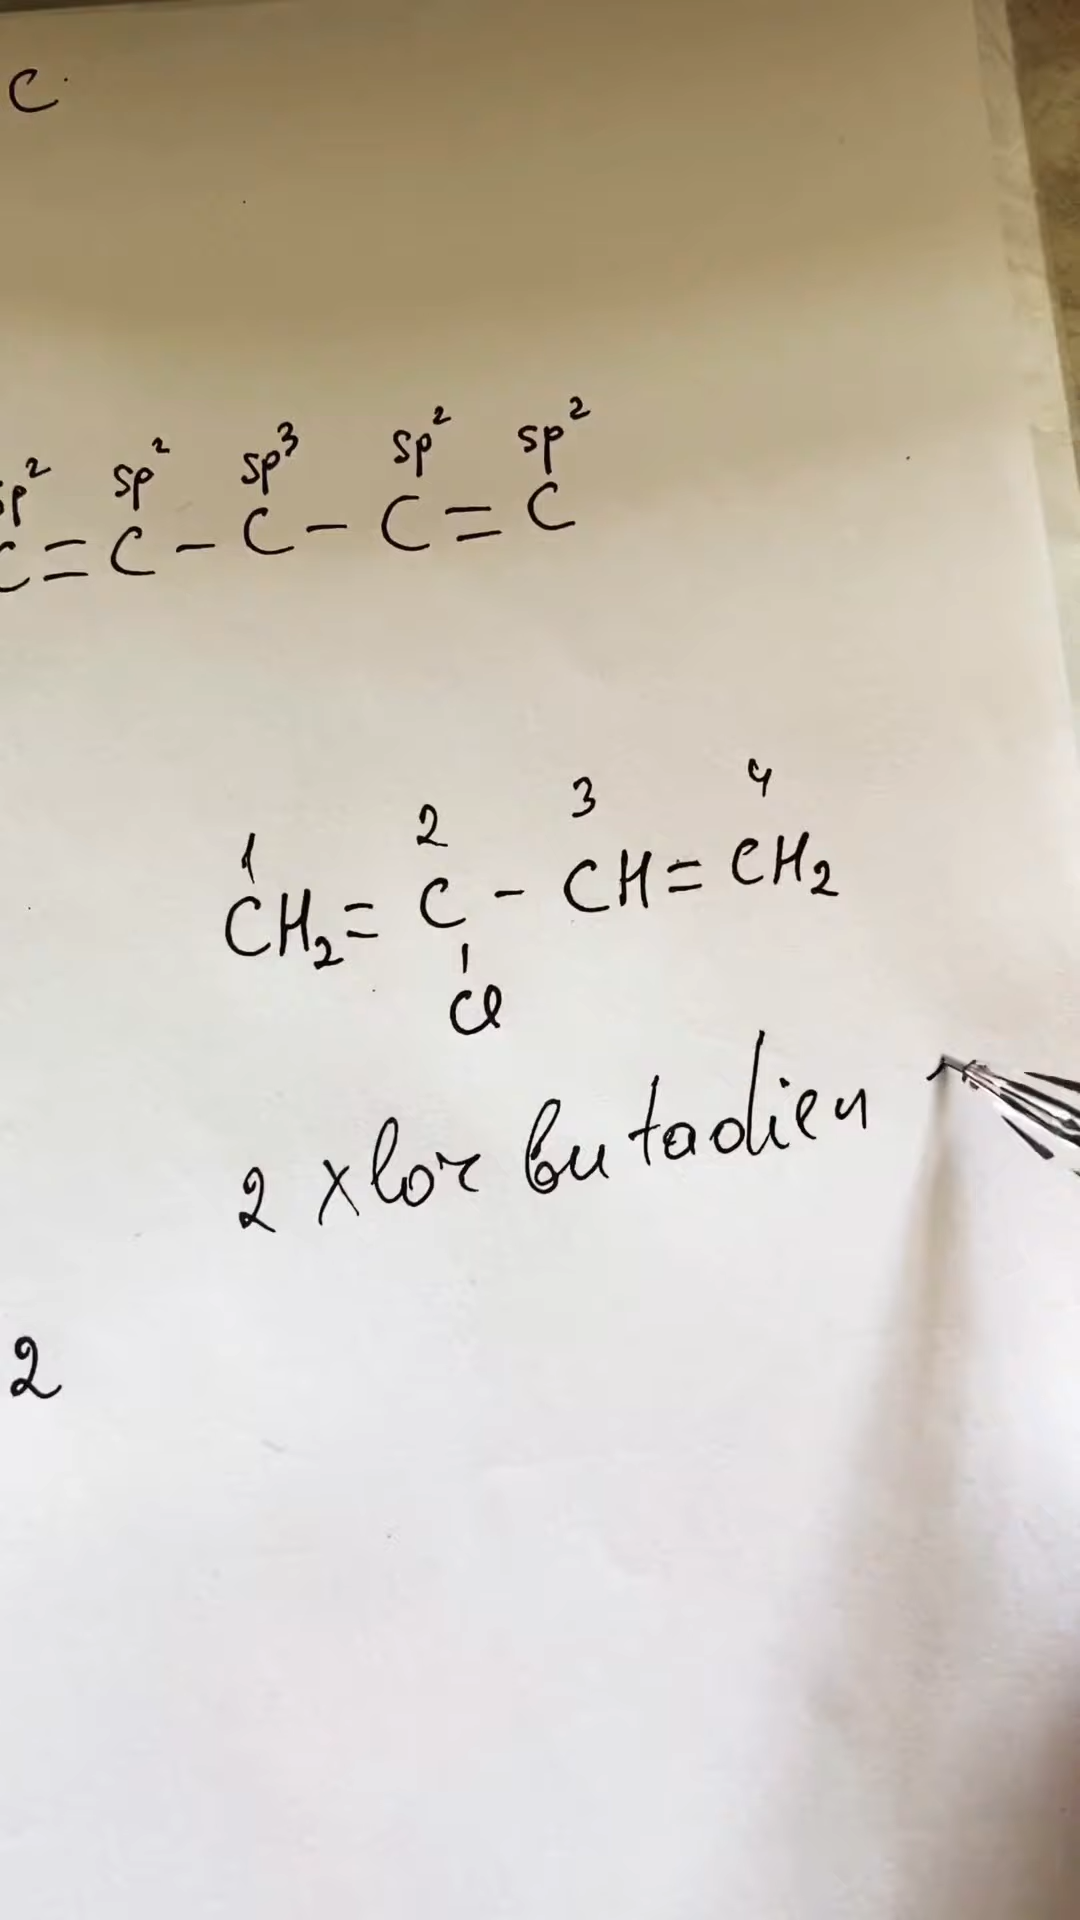 C
sp² sp² sp³ sp² sp²
C=C-C-C=C
1 2 3 4
CH₂=C-CH=CH₂
Cl
2 xlor butadien
2